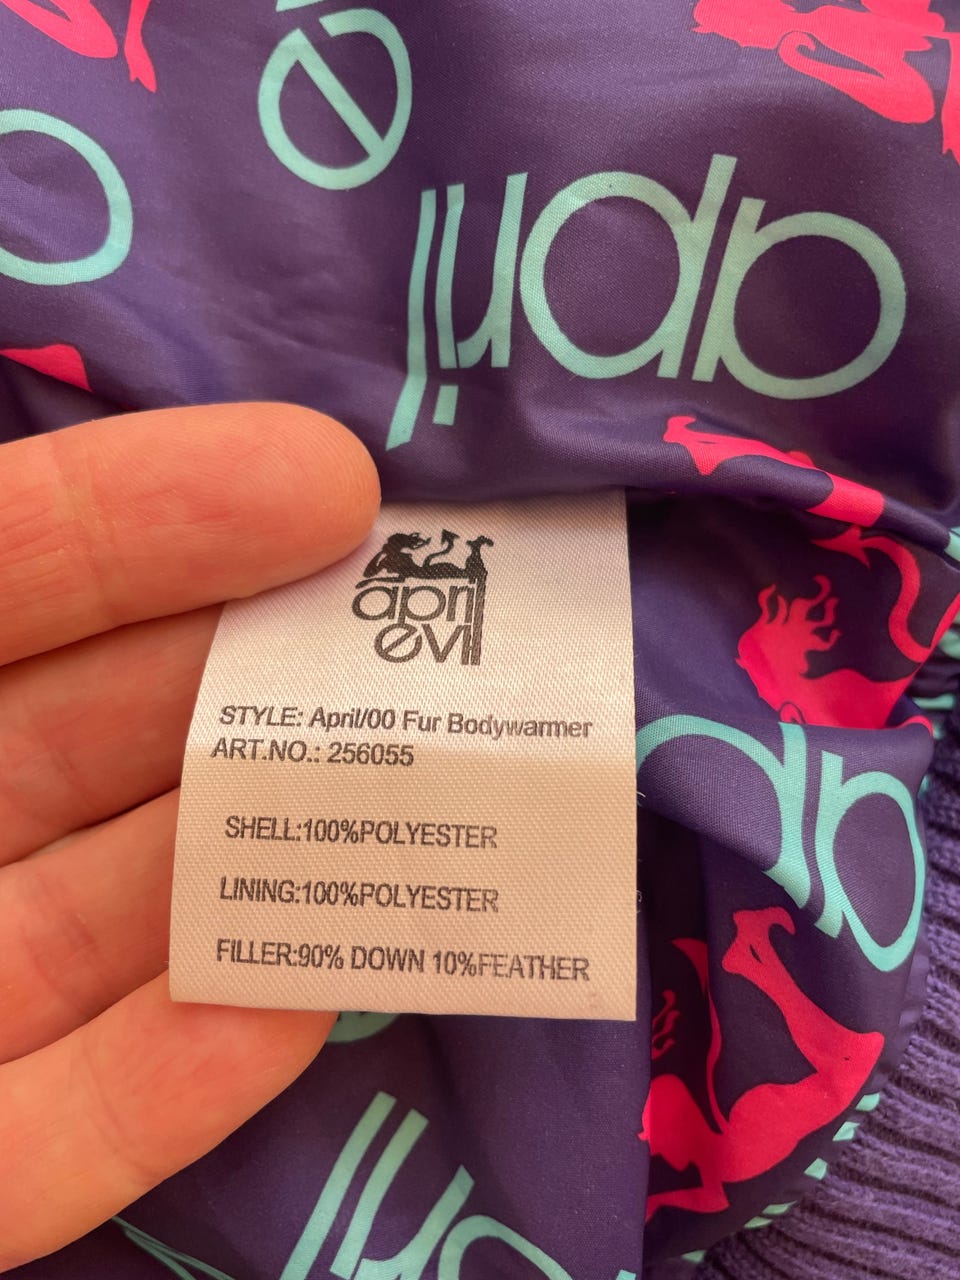 april
april
evil
STYLE: April/00 Fur Bodywarmer
ART.NO.: 256055
SHELL:100%POLYESTER
LINING:100%POLYESTER
FILLER:90% DOWN 10%FEATHER